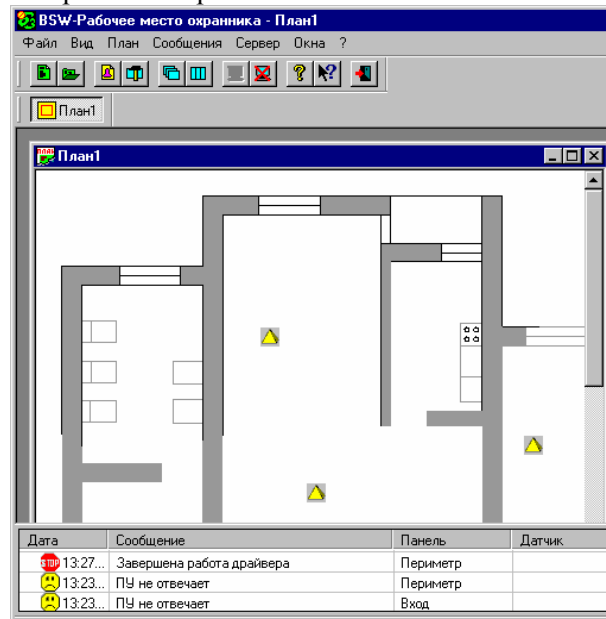 BSW-Рабочее место охранника - План1
Файл Вид План Сообщения Сервер Окна ?
План1
План1
Дата Сообщение Панель Датчик
STOP 13:27... Завершена работа драйвера Периметр
13:23... ПУ не отвечает Периметр
13:23... ПУ не отвечает Вход